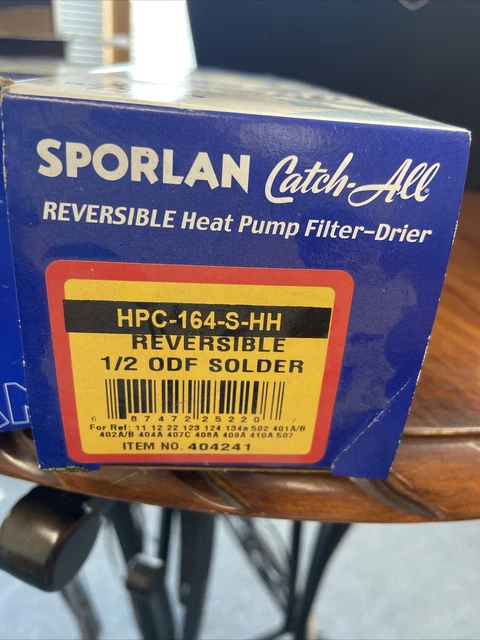 SPORLAN Catch-All®
REVERSIBLE Heat Pump Filter-Drier
HPC-164-S-HH
REVERSIBLE
1/2 ODF SOLDER
0 87472 25220 7
For Ref: 11 12 22 123 124 134a 502 401A/B
402A/B 404A 407C 408A 409A 410A 507
ITEM NO. 404241